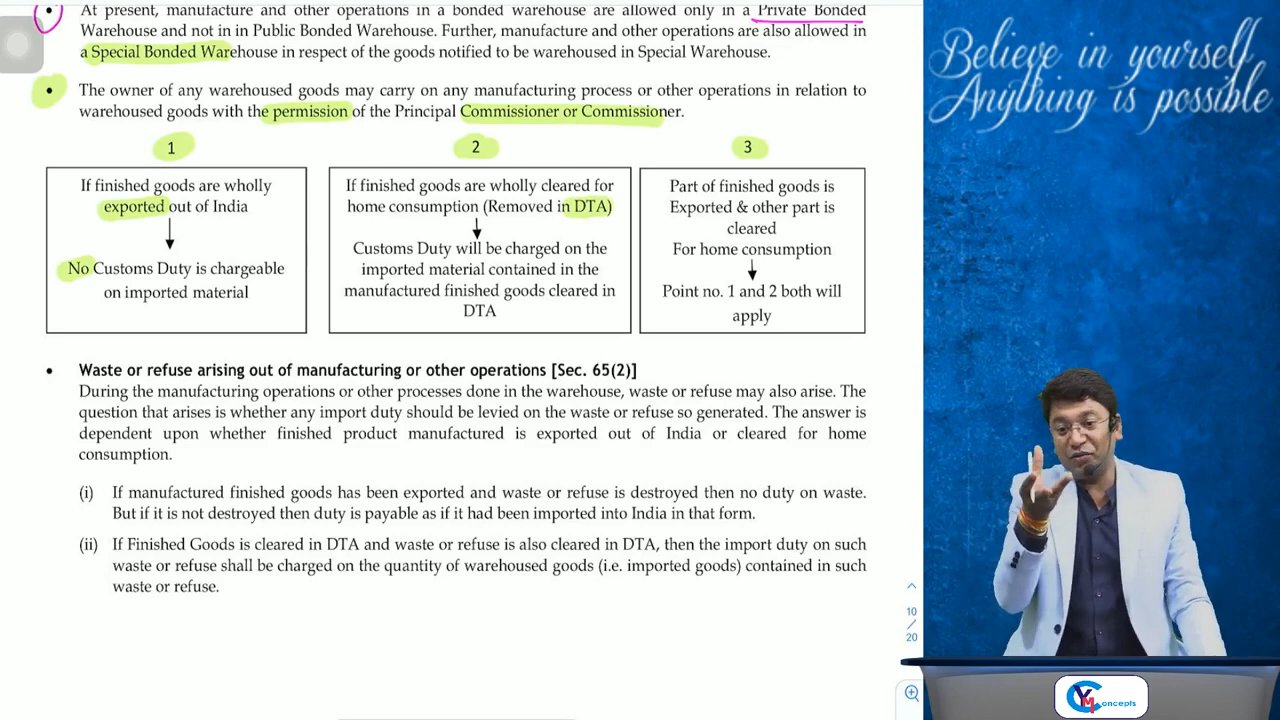 • At present, manufacture and other operations in a bonded warehouse are allowed only in a Private Bonded
Warehouse and not in in Public Bonded Warehouse. Further, manufacture and other operations are also allowed in
a Special Bonded Warehouse in respect of the goods notified to be warehoused in Special Warehouse.
• The owner of any warehoused goods may carry on any manufacturing process or other operations in relation to
warehoused goods with the permission of the Principal Commissioner or Commissioner.
1
If finished goods are wholly
exported out of India
No Customs Duty is chargeable
on imported material
2
If finished goods are wholly cleared for
home consumption (Removed in DTA)
Customs Duty will be charged on the
imported material contained in the
manufactured finished goods cleared in
DTA
3
Part of finished goods is
Exported & other part is
cleared
For home consumption
Point no. 1 and 2 both will
apply
• Waste or refuse arising out of manufacturing or other operations [Sec. 65(2)]
During the manufacturing operations or other processes done in the warehouse, waste or refuse may also arise. The
question that arises is whether any import duty should be levied on the waste or refuse so generated. The answer is
dependent upon whether finished product manufactured is exported out of India or cleared for home
consumption.
(i) If manufactured finished goods has been exported and waste or refuse is destroyed then no duty on waste.
But if it is not destroyed then duty is payable as if it had been imported into India in that form.
(ii) If Finished Goods is cleared in DTA and waste or refuse is also cleared in DTA, then the import duty on such
waste or refuse shall be charged on the quantity of warehoused goods (i.e. imported goods) contained in such
waste or refuse.
10
/
20
Believe in yourself
Anything is possible
YM Concepts